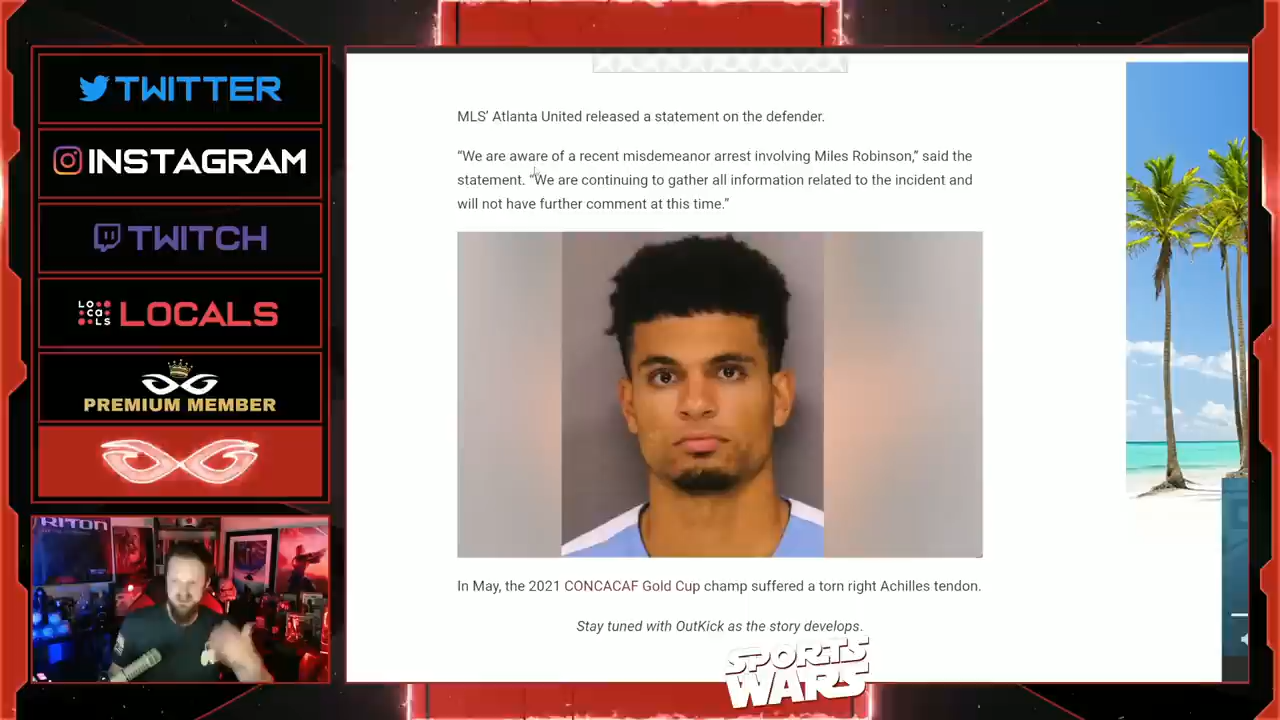 TWITTER
INSTAGRAM
TWITCH
LOCALS
LOCALS
PREMIUM MEMBER
RITON
MLS’ Atlanta United released a statement on the defender.
“We are aware of a recent misdemeanor arrest involving Miles Robinson,” said the
statement. “We are continuing to gather all information related to the incident and
will not have further comment at this time.”
In May, the 2021 CONCACAF Gold Cup champ suffered a torn right Achilles tendon.
Stay tuned with OutKick as the story develops.
SPORTS
WARS